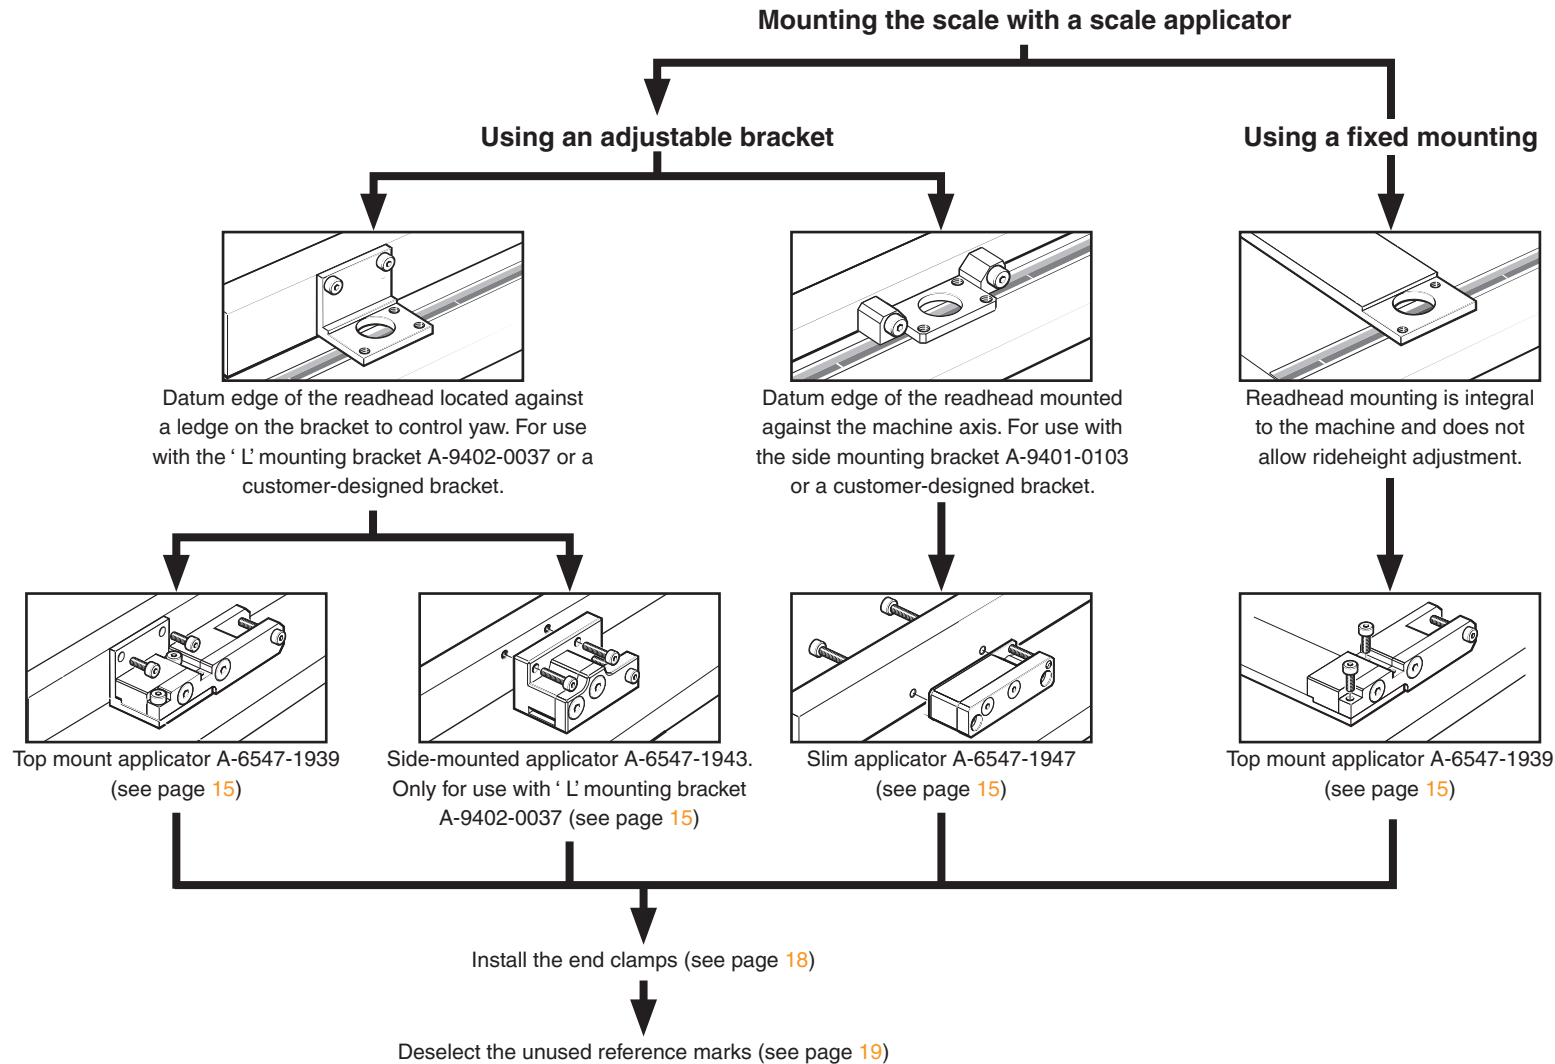 Mounting the scale with a scale applicator
Using an adjustable bracket
Using a fixed mounting
Datum edge of the readhead located against
a ledge on the bracket to control yaw. For use
with the ‘ L’ mounting bracket A-9402-0037 or a
customer-designed bracket.
Datum edge of the readhead mounted
against the machine axis. For use with
the side mounting bracket A-9401-0103
or a customer-designed bracket.
Readhead mounting is integral
to the machine and does not
allow rideheight adjustment.
Top mount applicator A-6547-1939
(see page 15)
Side-mounted applicator A-6547-1943.
Only for use with ‘ L’ mounting bracket
A-9402-0037 (see page 15)
Slim applicator A-6547-1947
(see page 15)
Top mount applicator A-6547-1939
(see page 15)
Install the end clamps (see page 18)
Deselect the unused reference marks (see page 19)